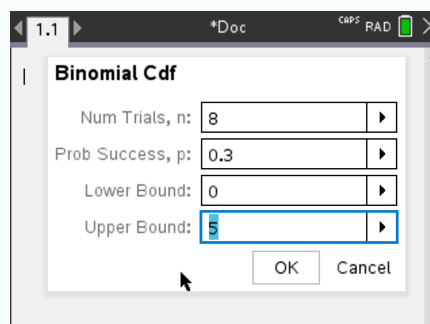 1.1 *Doc CAPS RAD
Binomial Cdf
Num Trials, n: 8
Prob Success, p: 0.3
Lower Bound: 0
Upper Bound: 5
OK Cancel